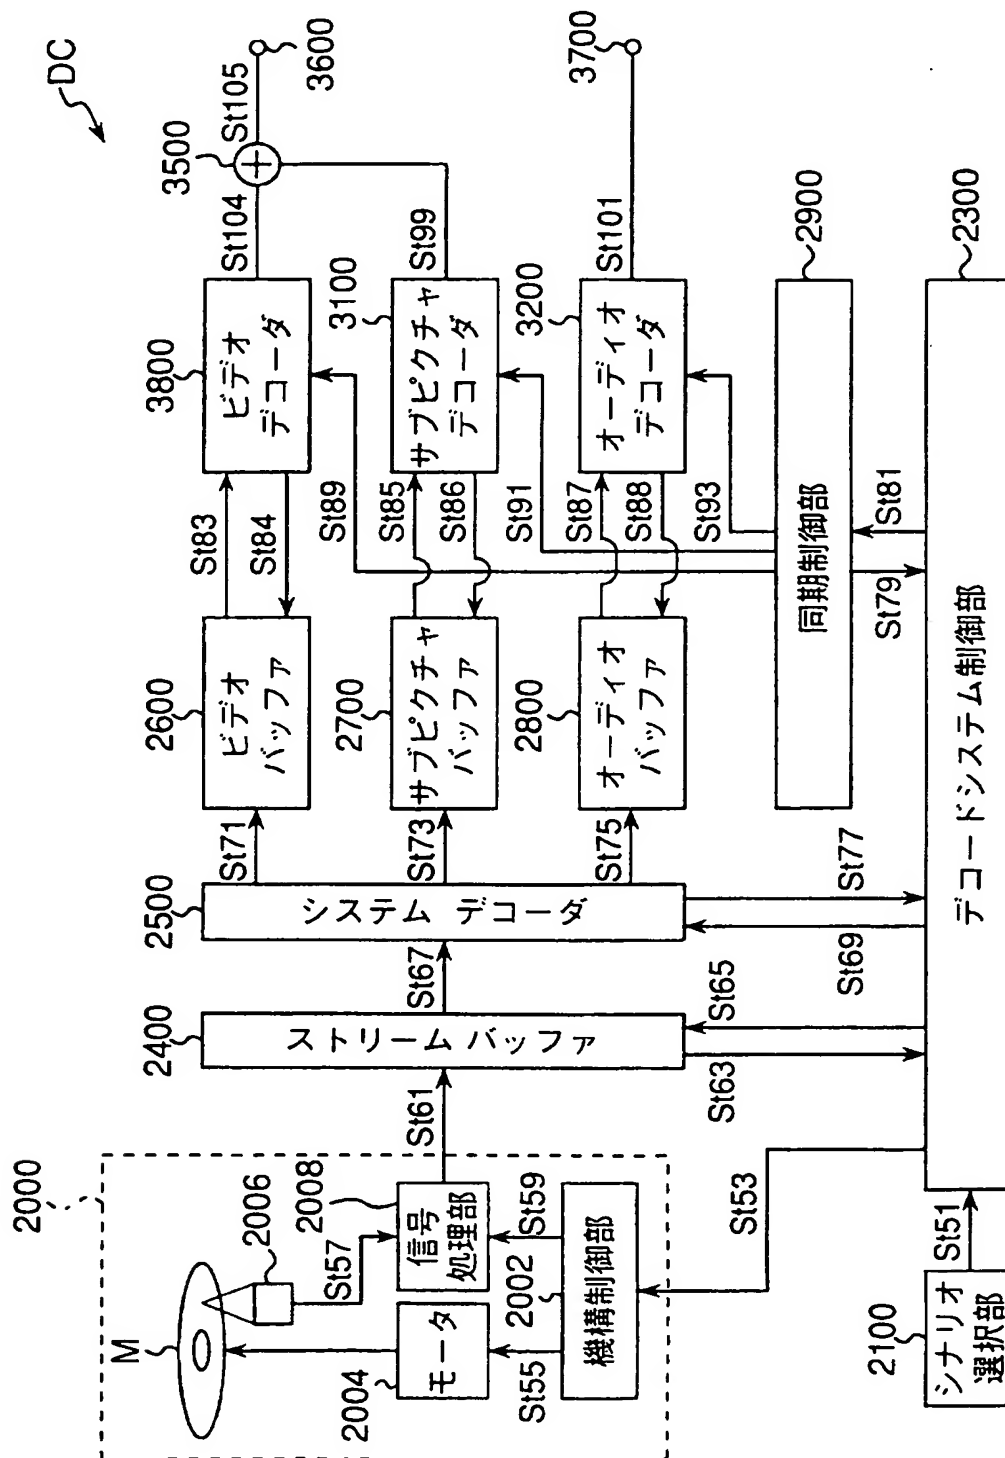 DC
2000
M
2006
2008
信号
処理部
St57
2004
モータ
St55
2002
St59
機構制御部
St53
2100
シナリオ
選択部
St51
St61
2400
ストリーム バッファ
St63
St65
St67
2500
システム デコーダ
St69
St77
St71
St73
St75
2600
ビデオ
バッファ
2700
サブピクチャ
バッファ
2800
オーディオ
バッファ
St83
St84
St89
St85
St86
St91
St87
St88
St93
3800
ビデオ
デコーダ
3100
サブピクチャ
デコーダ
3200
オーディオ
デコーダ
St104
3500
St105
3600
St99
St101
3700
2900
同期制御部
St79
St81
2300
デコードシステム制御部